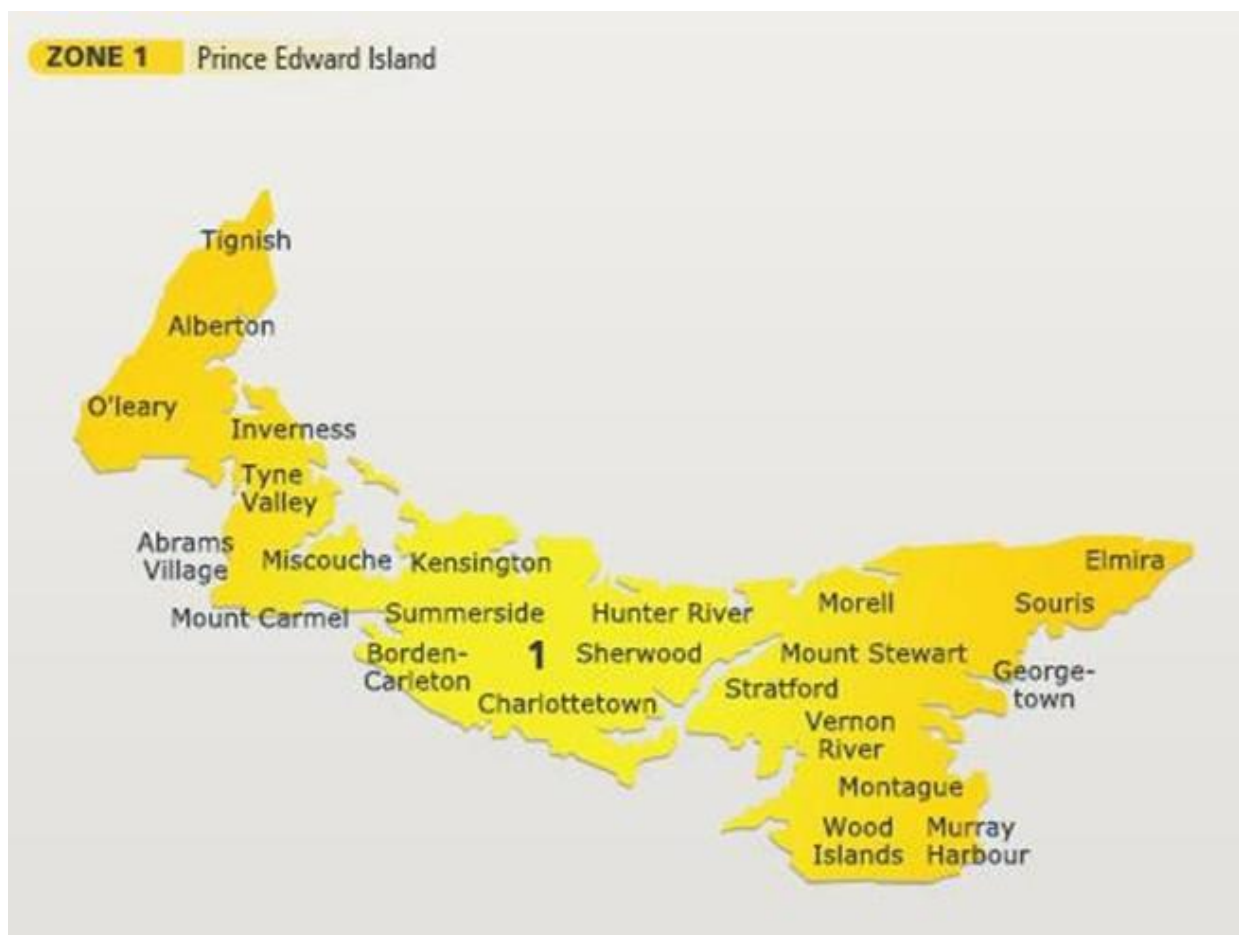 ZONE 1 Prince Edward Island
Tignish
Alberton
O'leary
Inverness
Tyne
Valley
Abrams
Village
Miscouche
Kensington
Elmira
Mount Carmel
Summerside
Hunter River
Morell
Souris
Borden-
Carleton
1
Sherwood
Mount Stewart
George-
town
Charlottetown
Stratford
Vernon
River
Montague
Wood
Islands
Murray
Harbour